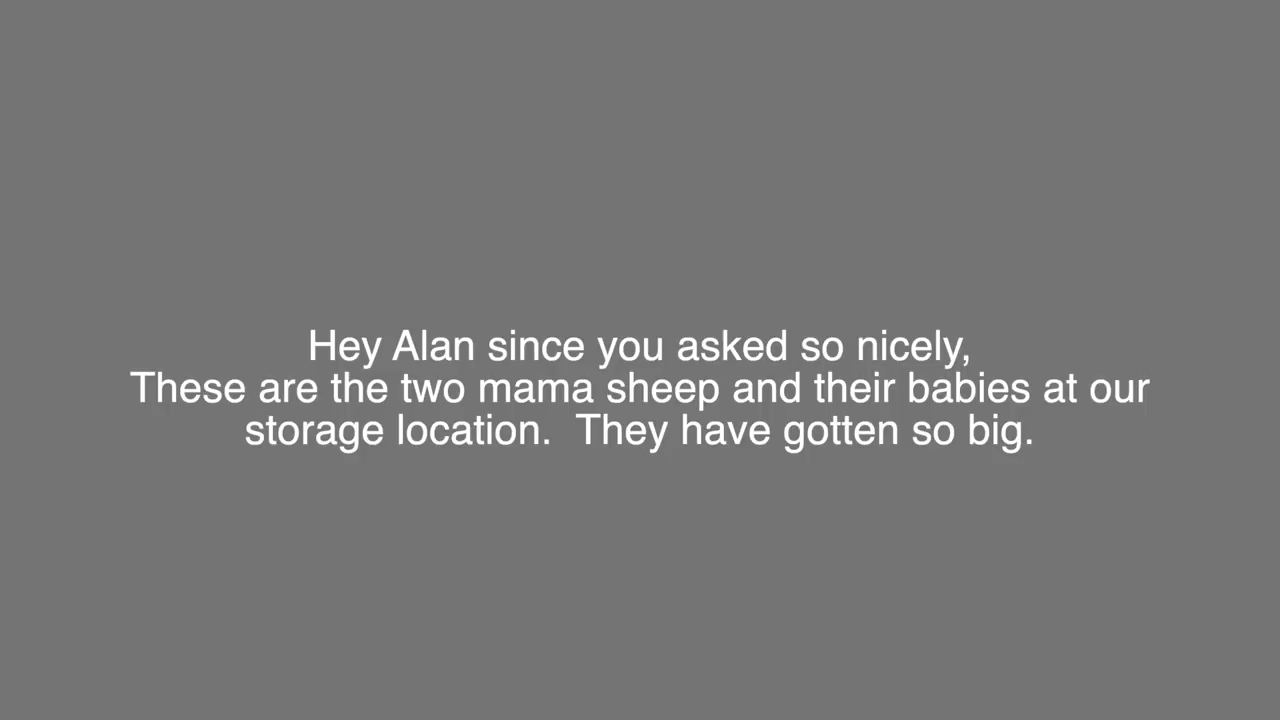 Hey Alan since you asked so nicely,
These are the two mama sheep and their babies at our
storage location.  They have gotten so big.